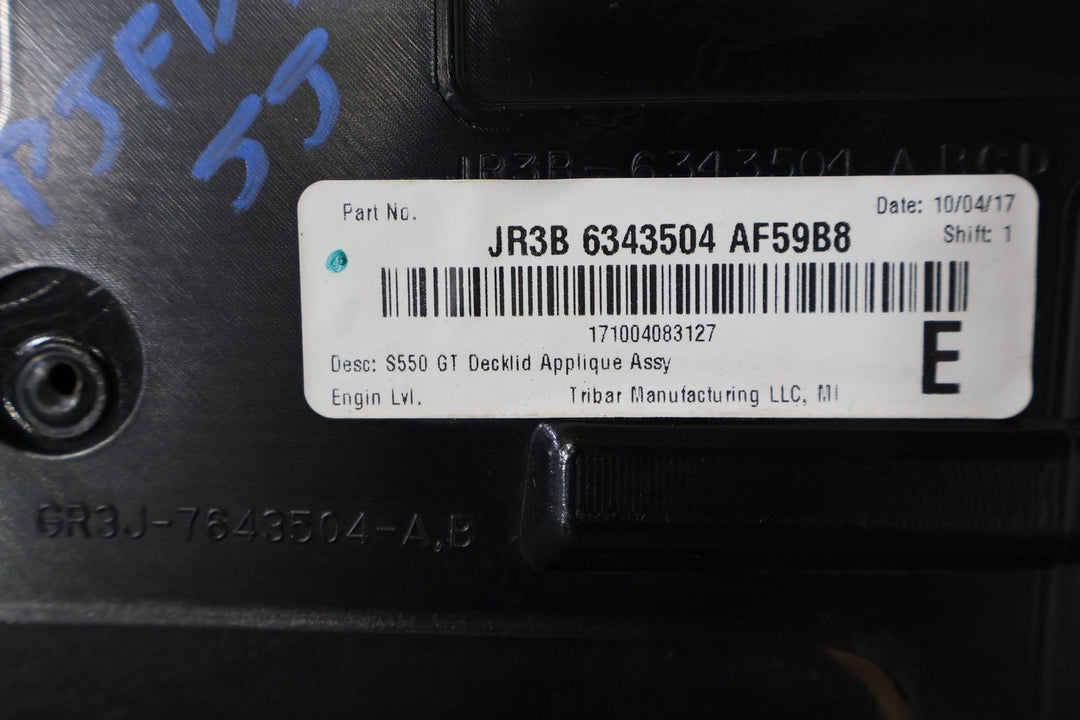 JR3B-6343504 A BCD
Part No.
Date: 10/04/17
JR3B 6343504 AF59B8
Shift: 1
171004083127
Desc: S550 GT Decklid Applique Assy
E
Engin Lvl.
Tribar Manufacturing LLC, MI
GR3J-7643504-A,B